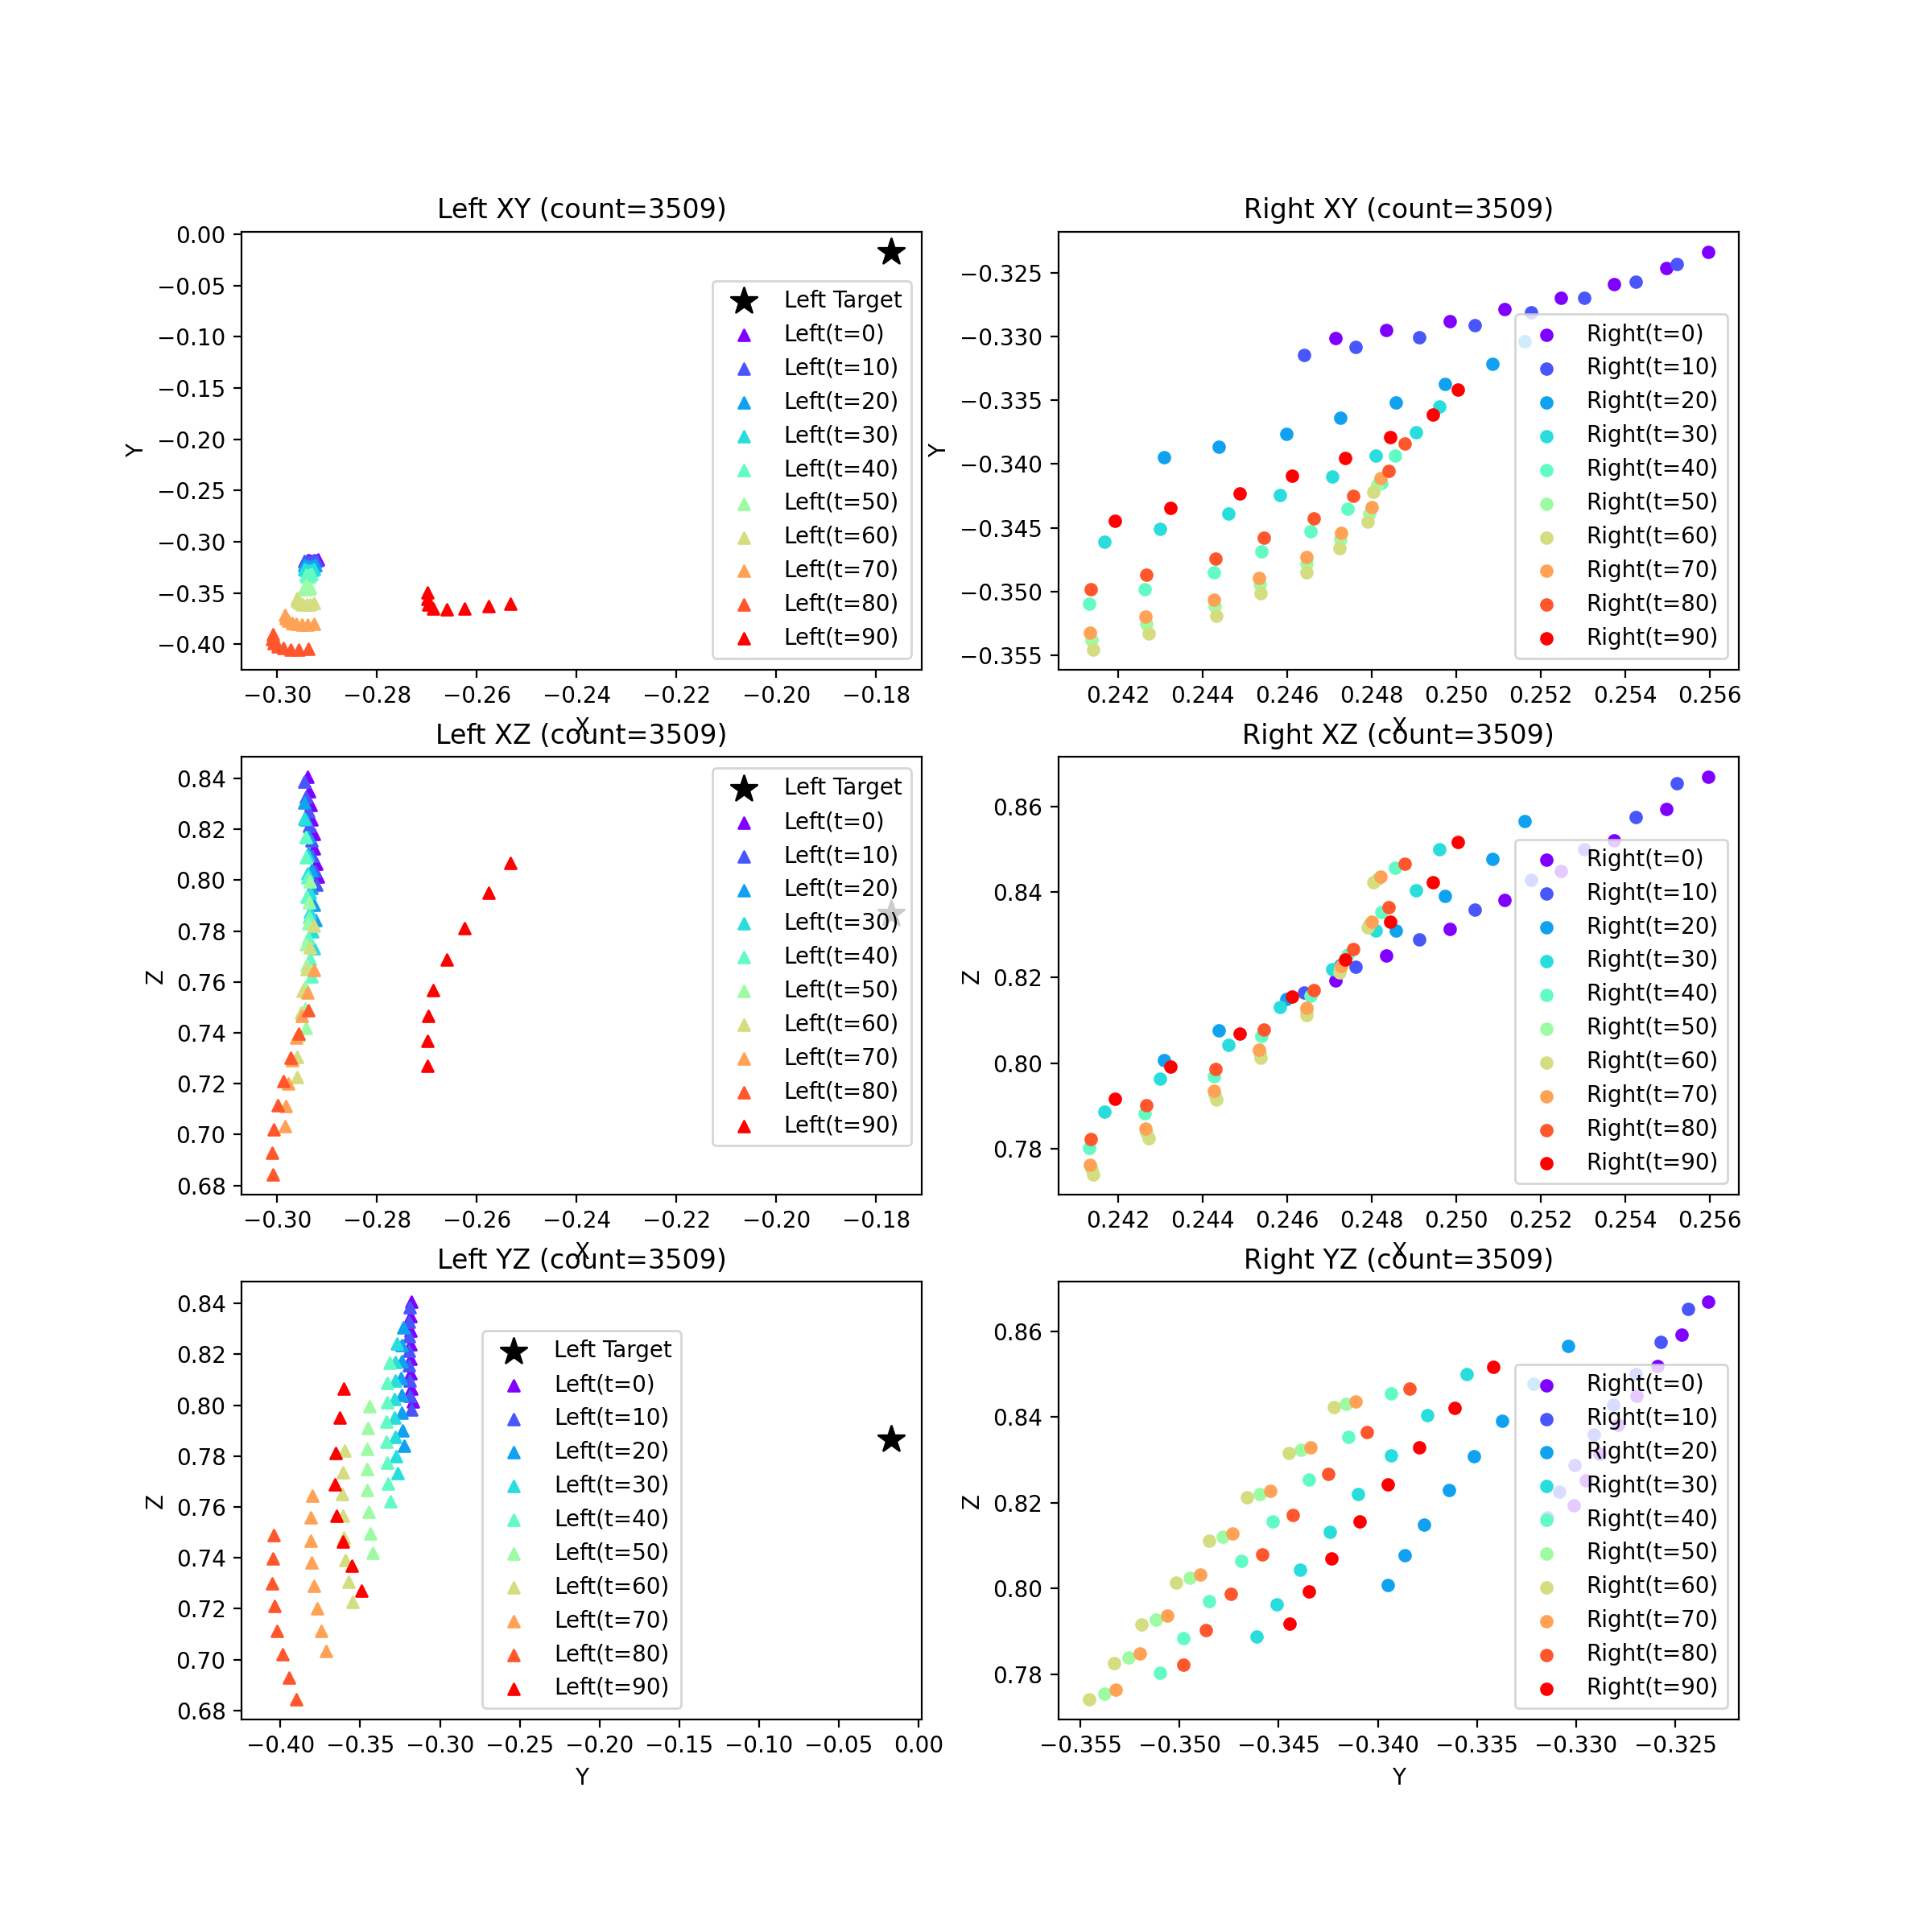 Left XY (count=3509)
0.00
−0.05
−0.10
−0.15
−0.20
−0.25
−0.30
−0.35
−0.40
Y
−0.30 −0.28 −0.26 −0.24 −0.22 −0.20 −0.18
X
Left Target
Left(t=0)
Left(t=10)
Left(t=20)
Left(t=30)
Left(t=40)
Left(t=50)
Left(t=60)
Left(t=70)
Left(t=80)
Left(t=90)
Right XY (count=3509)
−0.325
−0.330
−0.335
−0.340
−0.345
−0.350
−0.355
Y
0.242 0.244 0.246 0.248 0.250 0.252 0.254 0.256
X
Right(t=0)
Right(t=10)
Right(t=20)
Right(t=30)
Right(t=40)
Right(t=50)
Right(t=60)
Right(t=70)
Right(t=80)
Right(t=90)
Left XZ (count=3509)
0.84
0.82
0.80
0.78
0.76
0.74
0.72
0.70
0.68
Z
−0.30 −0.28 −0.26 −0.24 −0.22 −0.20 −0.18
X
Left Target
Left(t=0)
Left(t=10)
Left(t=20)
Left(t=30)
Left(t=40)
Left(t=50)
Left(t=60)
Left(t=70)
Left(t=80)
Left(t=90)
Right XZ (count=3509)
0.86
0.84
0.82
0.80
0.78
Z
0.242 0.244 0.246 0.248 0.250 0.252 0.254 0.256
X
Right(t=0)
Right(t=10)
Right(t=20)
Right(t=30)
Right(t=40)
Right(t=50)
Right(t=60)
Right(t=70)
Right(t=80)
Right(t=90)
Left YZ (count=3509)
0.84
0.82
0.80
0.78
0.76
0.74
0.72
0.70
0.68
Z
−0.40 −0.35 −0.30 −0.25 −0.20 −0.15 −0.10 −0.05 0.00
Y
Left Target
Left(t=0)
Left(t=10)
Left(t=20)
Left(t=30)
Left(t=40)
Left(t=50)
Left(t=60)
Left(t=70)
Left(t=80)
Left(t=90)
Right YZ (count=3509)
0.86
0.84
0.82
0.80
0.78
Z
−0.355 −0.350 −0.345 −0.340 −0.335 −0.330 −0.325
Y
Right(t=0)
Right(t=10)
Right(t=20)
Right(t=30)
Right(t=40)
Right(t=50)
Right(t=60)
Right(t=70)
Right(t=80)
Right(t=90)